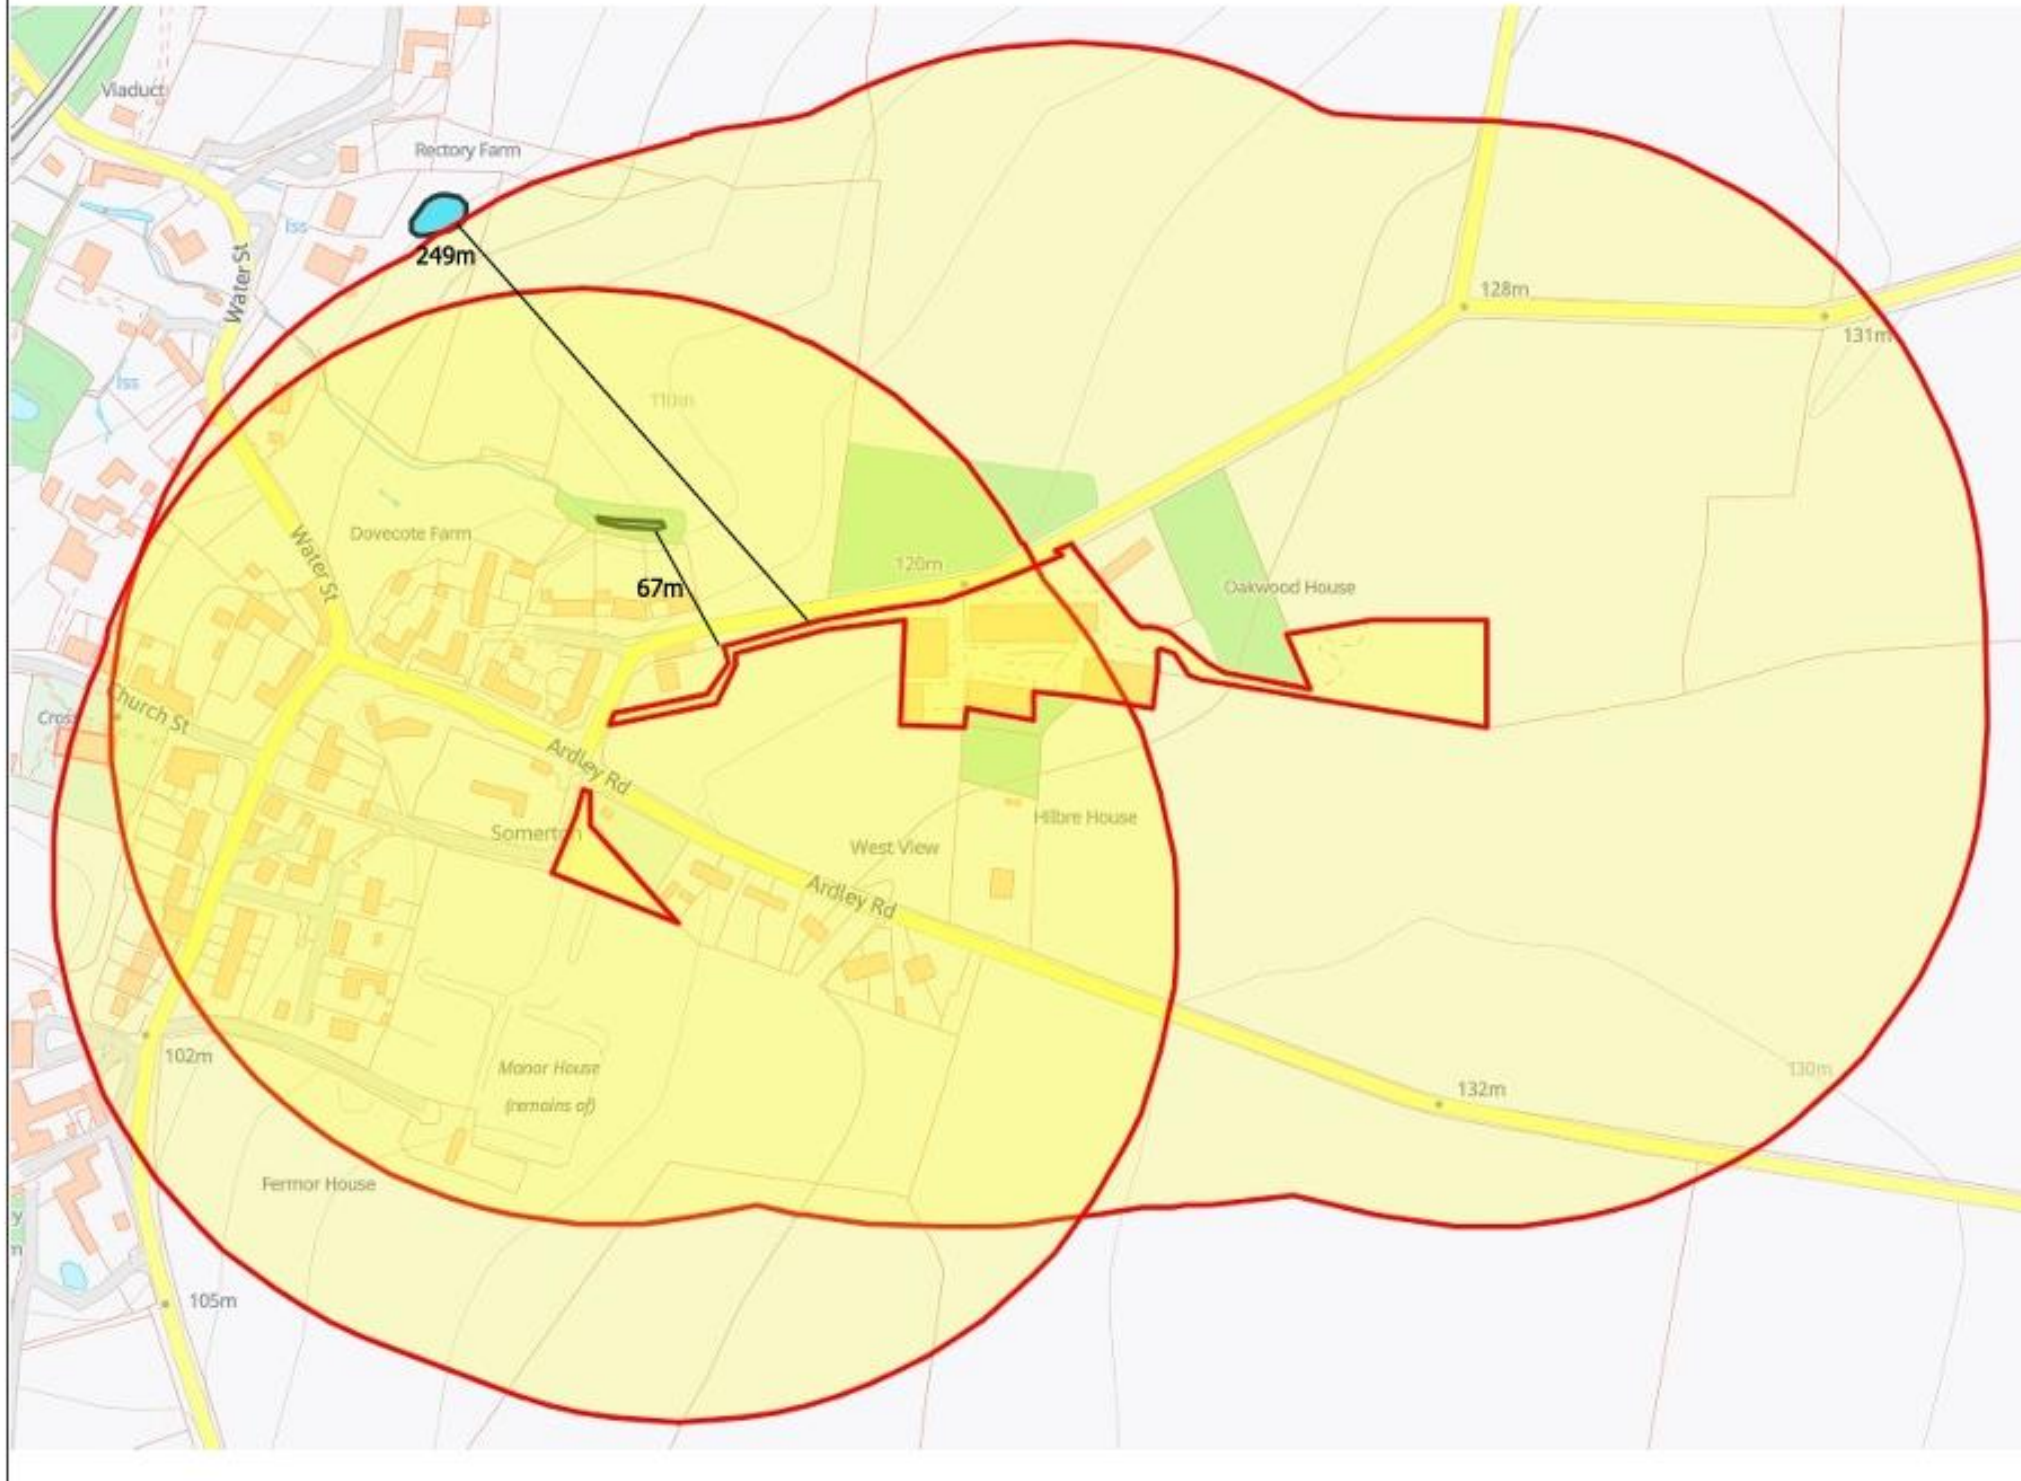 Viaduct
Rectory Farm
Iss
249m
Water St
128m
131m
Iss
110m
Dovecote Farm
Water St
67m
120m
Oakwood House
Church St
Cross
Ardley Rd
Somerton
Hilbre House
West View
Ardley Rd
102m
Manor House
(remains of)
130m
132m
Fermor House
105m